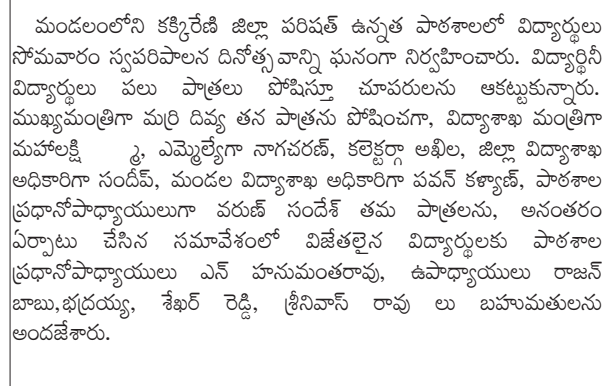 మండలంలోని కక్కిరేణి జిల్లా పరిషత్ ఉన్నత పాఠశాలలో విద్యార్థులు
సోమవారం స్వపరిపాలన దినోత్సవాన్ని ఘనంగా నిర్వహించారు. విద్యార్థినీ
విద్యార్థులు పలు పాత్రలు పోషిస్తూ చూపరులను ఆకట్టుకున్నారు.
ముఖ్యమంత్రిగా మర్రి దివ్య తన పాత్రను పోషించగా, విద్యాశాఖ మంత్రిగా
మహాలక్షి ్మ, ఎమ్మెల్యేగా నాగచరణ్, కలెక్టర్గా అఖిల, జిల్లా విద్యాశాఖ
అధికారిగా సందీప్, మండల విద్యాశాఖ అధికారిగా పవన్ కళ్యాణ్, పాఠశాల
ప్రధానోపాధ్యాయులుగా వరుణ్ సందేశ్ తమ పాత్రలను, అనంతరం
ఏర్పాటు చేసిన సమావేశంలో విజేతలైన విద్యార్థులకు పాఠశాల
ప్రధానోపాధ్యాయులు ఎన్ హనుమంతరావు, ఉపాధ్యాయులు రాజన్
బాబు,భద్రయ్య, శేఖర్ రెడ్డి, శ్రీనివాస్ రావు లు బహుమతులను
అందజేశారు.